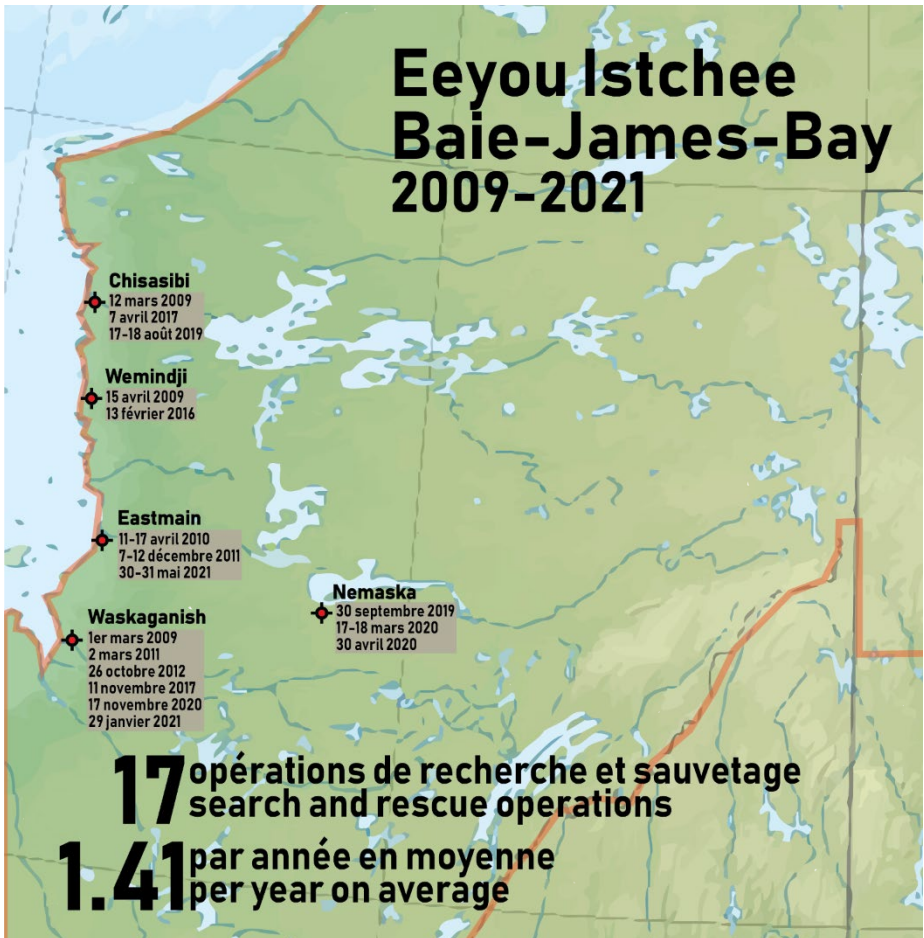 Eeyou Istchee
Baie-James-Bay
2009-2021
Chisasibi
12 mars 2009
7 avril 2017
17-18 août 2019
Wemindji
15 avril 2009
13 février 2016
Eastmain
11-17 avril 2010
7-12 décembre 2011
30-31 mai 2021
Nemaska
30 septembre 2019
17-18 mars 2020
30 avril 2020
Waskaganish
1er mars 2009
2 mars 2011
26 octobre 2012
11 novembre 2017
17 novembre 2020
29 janvier 2021
17 opérations de recherche et sauvetage
search and rescue operations
1.41 par année en moyenne
per year on average